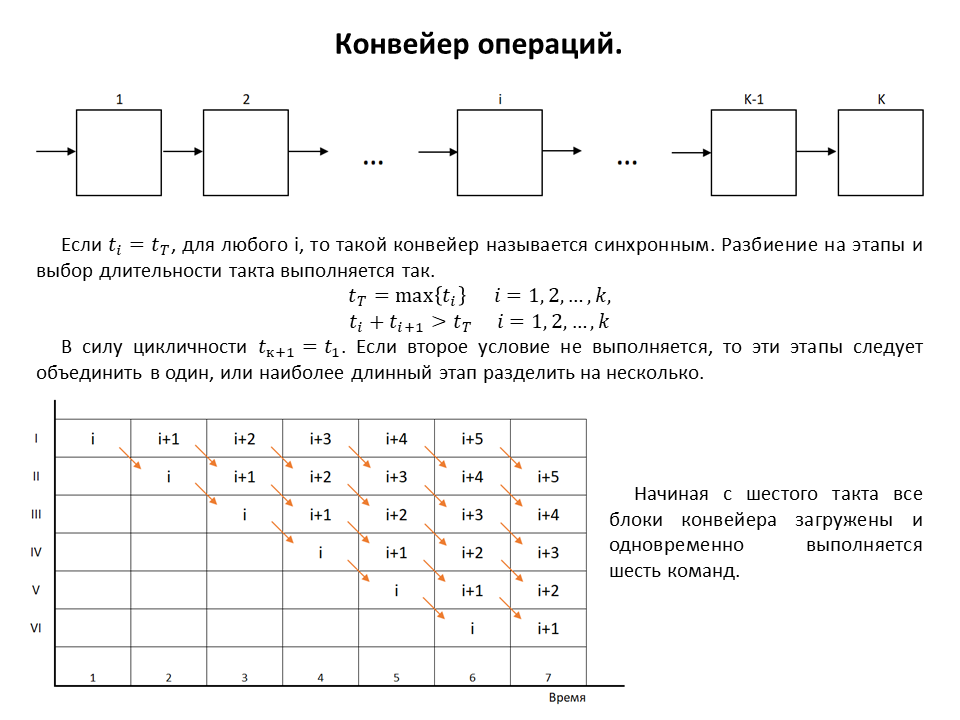 Конвейер операций.
1 2 i K-1 K
... ...
Если t_i = t_T, для любого i, то такой конвейер называется синхронным. Разбиение на этапы и
выбор длительности такта выполняется так.
t_T = max{t_i} i = 1, 2, … , k,
t_i + t_{i+1} > t_T i = 1, 2, … , k
В силу цикличности t_{к+1} = t_1. Если второе условие не выполняется, то эти этапы следует
объединить в один, или наиболее длинный этап разделить на несколько.
I i i+1 i+2 i+3 i+4 i+5
II i i+1 i+2 i+3 i+4 i+5
III i i+1 i+2 i+3 i+4
IV i i+1 i+2 i+3
V i i+1 i+2
VI i i+1
1 2 3 4 5 6 7
Время
Начиная с шестого такта все
блоки конвейера загружены и
одновременно выполняется
шесть команд.